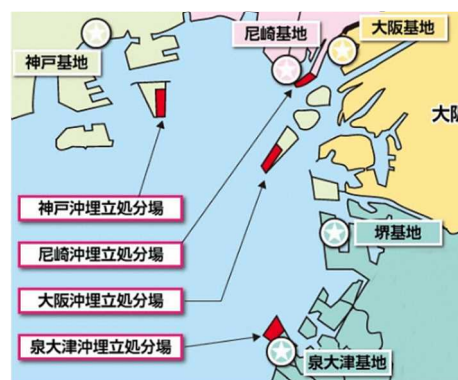 尼崎基地
大阪基地
神戸基地
大
神戸沖埋立処分場
尼崎沖埋立処分場
堺基地
大阪沖埋立処分場
泉大津沖埋立処分場
泉大津基地